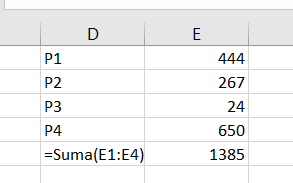 D E
P1 444
P2 267
P3 24
P4 650
=Suma(E1:E4) 1385